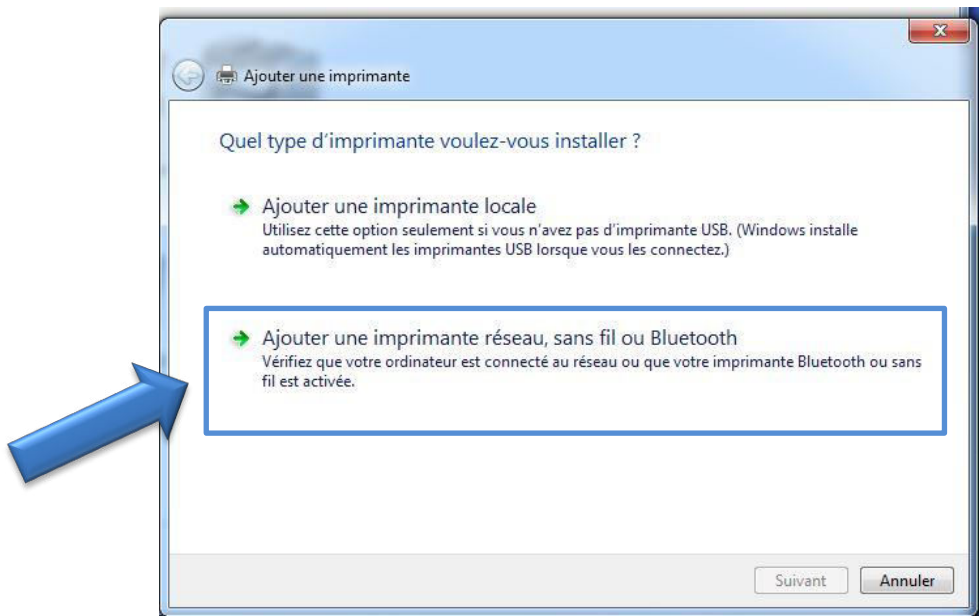 Ajouter une imprimante
Quel type d'imprimante voulez-vous installer ?
Ajouter une imprimante locale
Utilisez cette option seulement si vous n'avez pas d'imprimante USB. (Windows installe
automatiquement les imprimantes USB lorsque vous les connectez.)
Ajouter une imprimante réseau, sans fil ou Bluetooth
Vérifiez que votre ordinateur est connecté au réseau ou que votre imprimante Bluetooth ou sans
fil est activée.
Suivant Annuler